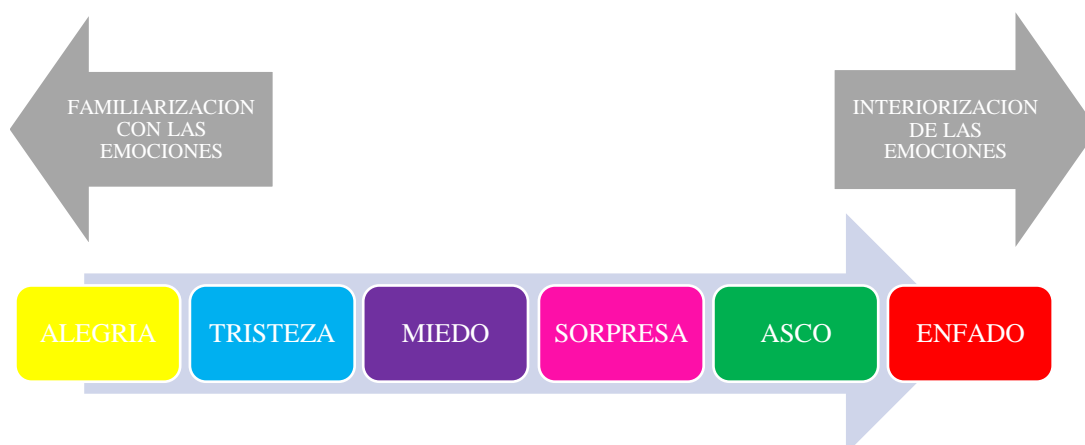 FAMILIARIZACION
CON LAS
EMOCIONES
INTERIORIZACION
DE LAS
EMOCIONES
ALEGRIA
TRISTEZA
MIEDO
SORPRESA
ASCO
ENFADO